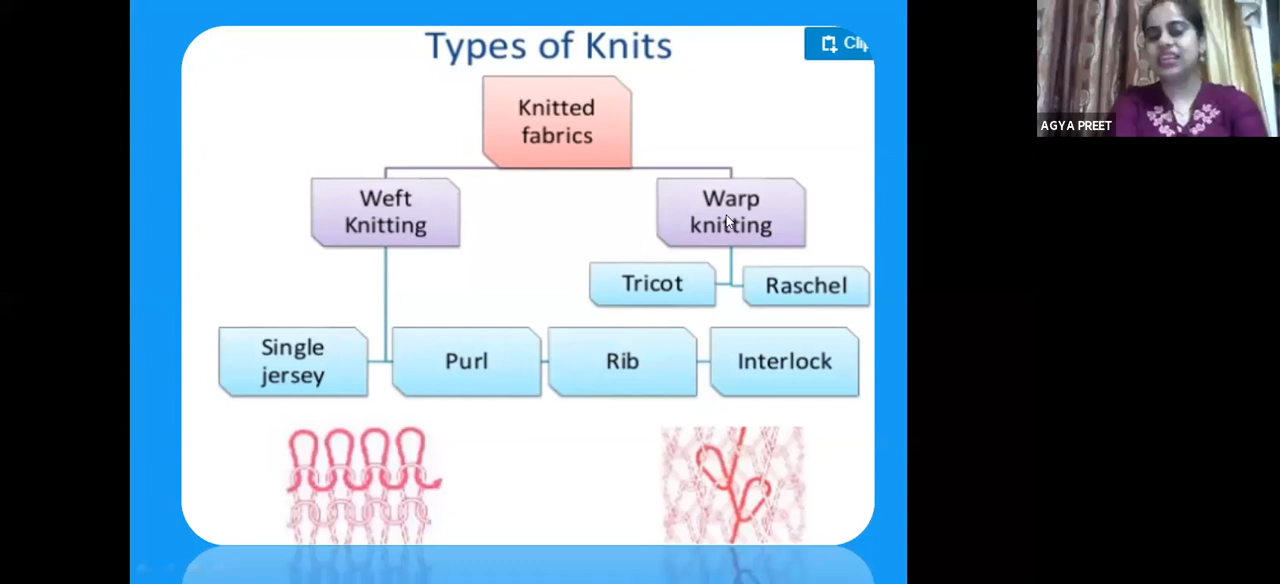 Types of Knits
Knitted
fabrics
Weft
Knitting
Warp
knitting
Tricot
Raschel
Single
jersey
Purl
Rib
Interlock
AGYA PREET